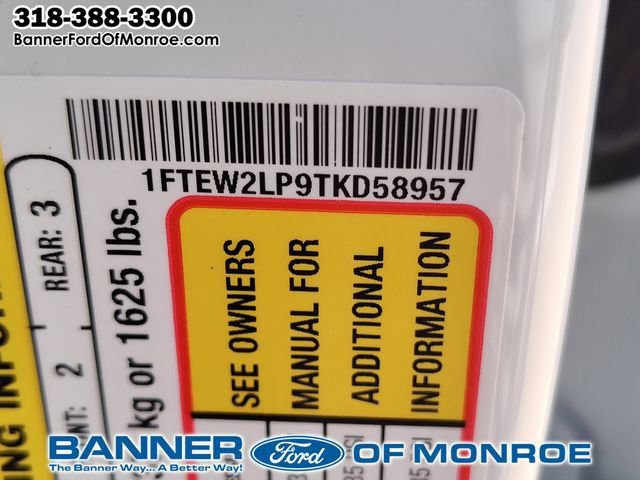 318-388-3300
BannerFordOfMonroe.com
1FTEW2LP9TKD58957
REAR: 3
2
kg or 1625 lbs.
SEE OWNERS
MANUAL FOR
ADDITIONAL
INFORMATION
BANNER Ford OF MONROE
The Banner Way... A Better Way!